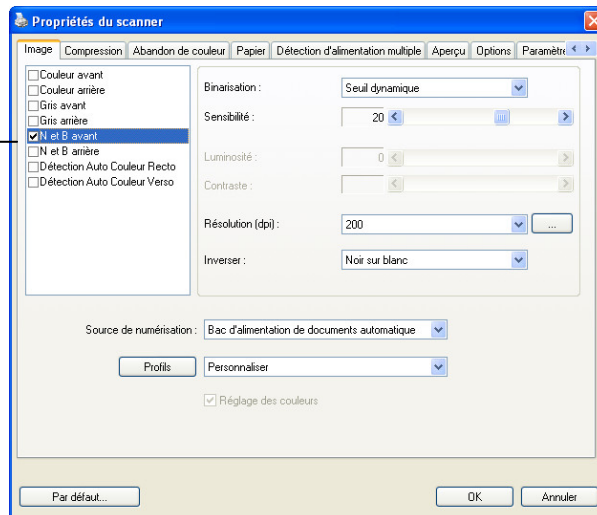 Propriétés du scanner
Image Compression Abandon de couleur Papier Détection d'alimentation multiple Aperçu Options Paramètre
Couleur avant
Couleur arrière
Gris avant
Gris arrière
N et B avant
N et B arrière
Détection Auto Couleur Recto
Détection Auto Couleur Verso
Binarisation : Seuil dynamique
Sensibilité : 20
Luminosité : 0
Contraste :
Résolution (dpi) : 200 ...
Inverser : Noir sur blanc
Source de numérisation : Bac d'alimentation de documents automatique
Profils Personnaliser
Réglage des couleurs
Par défaut... OK Annuler